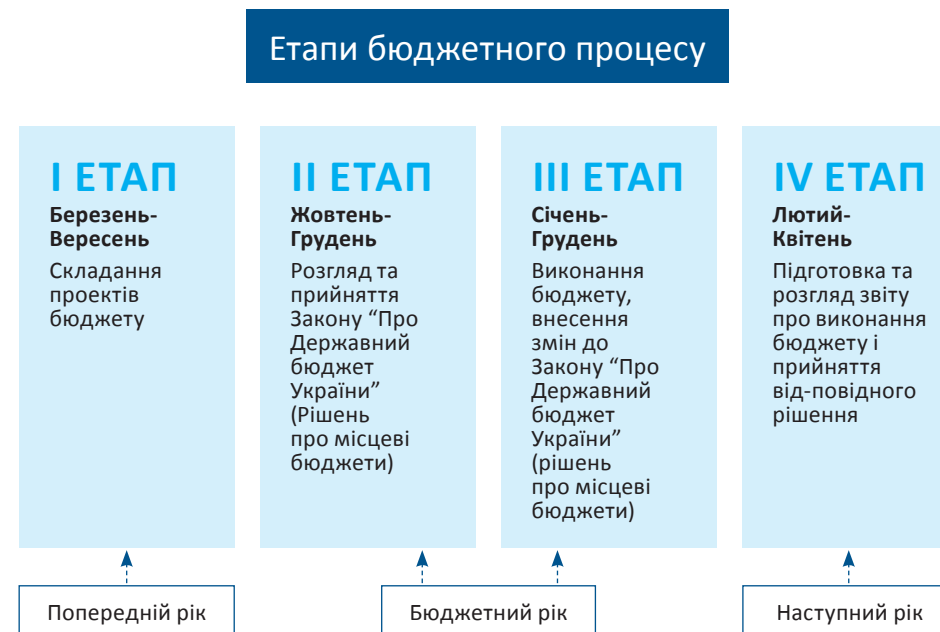 Етапи бюджетного процесу
І ЕТАП
Березень-
Вересень
Складання
проектів
бюджету
ІІ ЕТАП
Жовтень-
Грудень
Розгляд та
прийняття
Закону “Про
Державний
бюджет
України”
(Рішень
про місцеві
бюджети)
ІІІ ЕТАП
Січень-
Грудень
Виконання
бюджету,
внесення
змін до
Закону “Про
Державний
бюджет
України”
(рішень
про місцеві
бюджети)
IV ЕТАП
Лютий-
Квітень
Підготовка та
розгляд звіту
про виконання
бюджету і
прийняття
від-повідного
рішення
Попередній рік
Бюджетний рік
Наступний рік